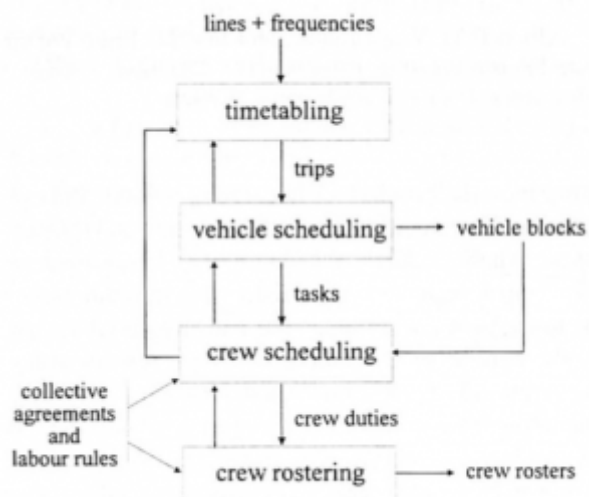 lines + frequencies
timetabling
trips
vehicle scheduling
vehicle blocks
tasks
crew scheduling
collective
agreements
and
labour rules
crew duties
crew rostering
crew rosters